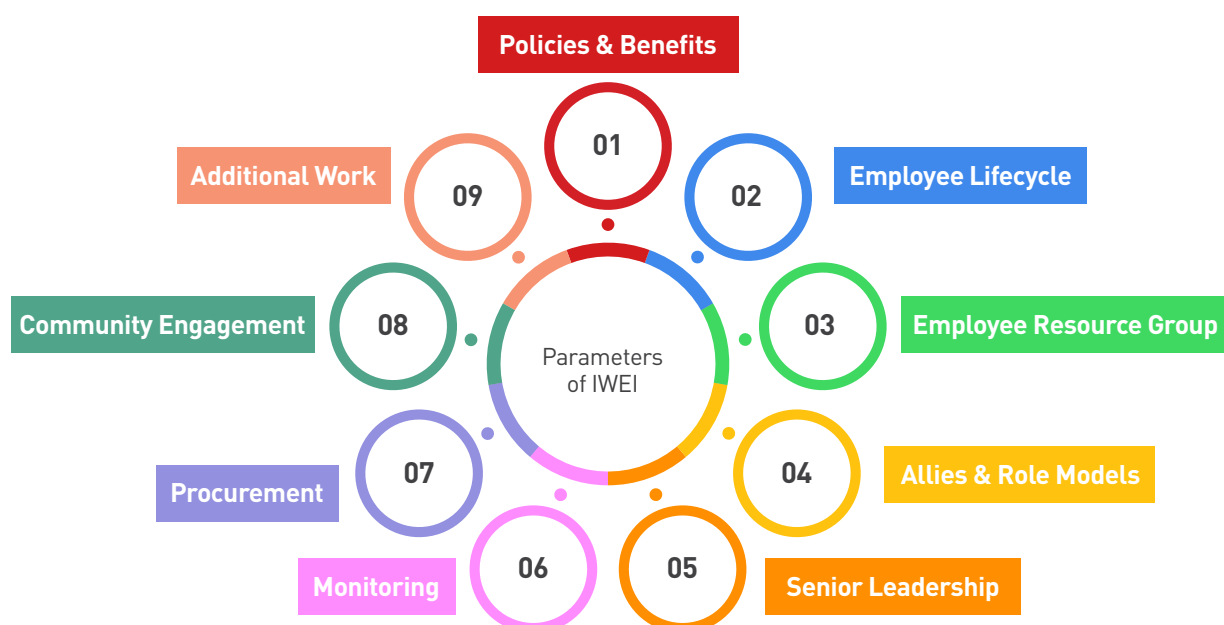 Policies & Benefits
01
Employee Lifecycle
02
Employee Resource Group
03
Allies & Role Models
04
Senior Leadership
05
Monitoring
06
Procurement
07
Community Engagement
08
Additional Work
09
Parameters
of IWEI